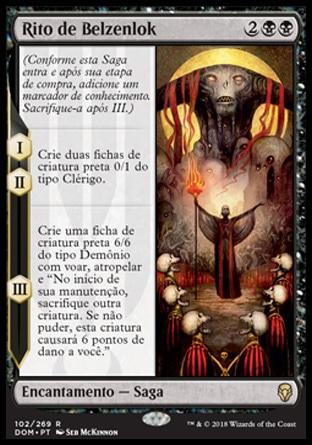 Rito de Belzenlok 2
(Conforme esta Saga
entra e após sua etapa
de compra, adicione um
marcador de conhecimento.
Sacrifique-a após III.)
I
II
Crie duas fichas de
criatura preta 0/1 do
tipo Clérigo.
III
Crie uma ficha de
criatura preta 6/6
do tipo Demônio
com voar, atropelar
e “No início de
sua manutenção,
sacrifique outra
criatura. Se não
puder, esta criatura
causará 6 pontos
de dano a você.”
Encantamento — Saga
102/269 R
DOM • PT Seb McKinnon
™ & © 2018 Wizards of the Coast